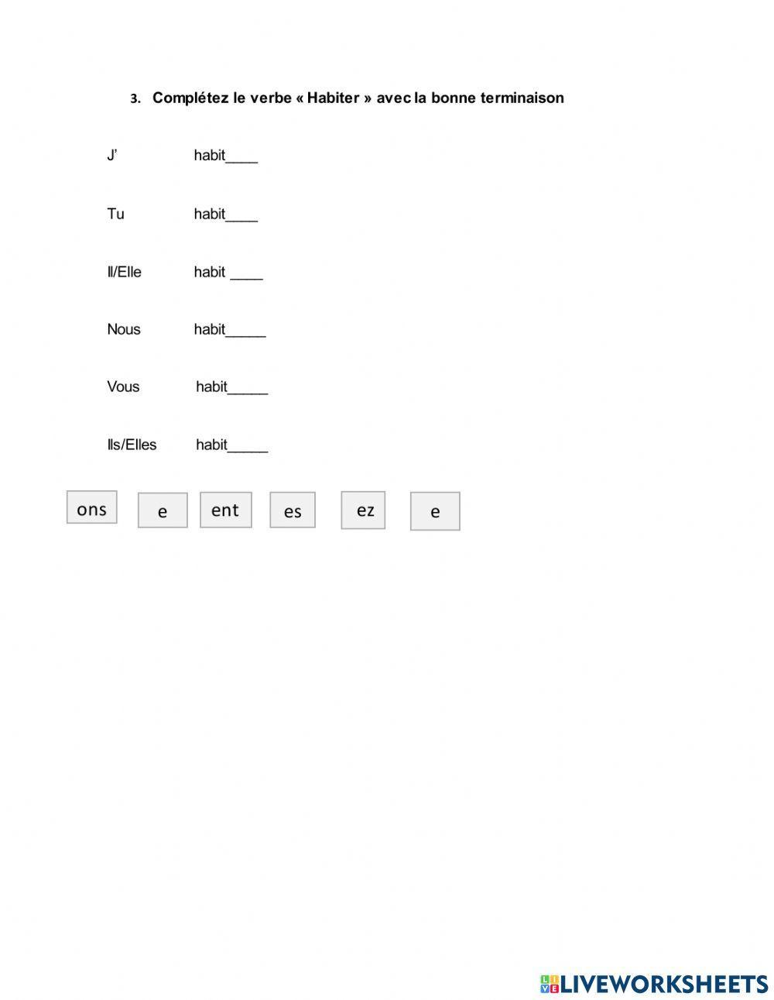 3. Complétez le verbe « Habiter » avec la bonne terminaison
J’ habit____
Tu habit____
Il/Elle habit ____
Nous habit_____
Vous habit_____
Ils/Elles habit_____
ons e ent es ez e
LIVE LIVEWORKSHEETS